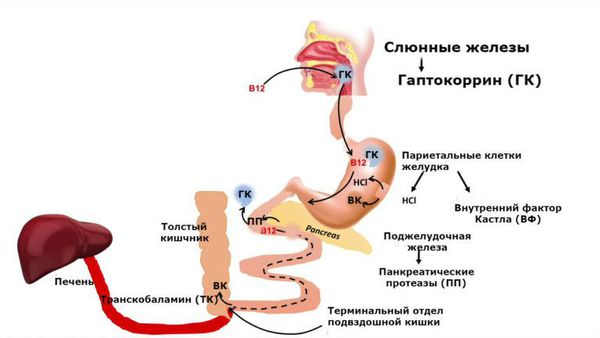 Слюнные железы
Гаптокоррин (ГК)
ГК
В12
В12
ГК
HCl
ВК
Париетальные клетки
желудка
HCl
Внутренний фактор
Кастла (ВФ)
ГК
ПП
В12
Pancreas
Поджелудочная
железа
Панкреатические
протеазы (ПП)
Толстый
кишчник
Печень
Транскобаламин (ТК)
ВК
Терминальный отдел
подвздошной кишки